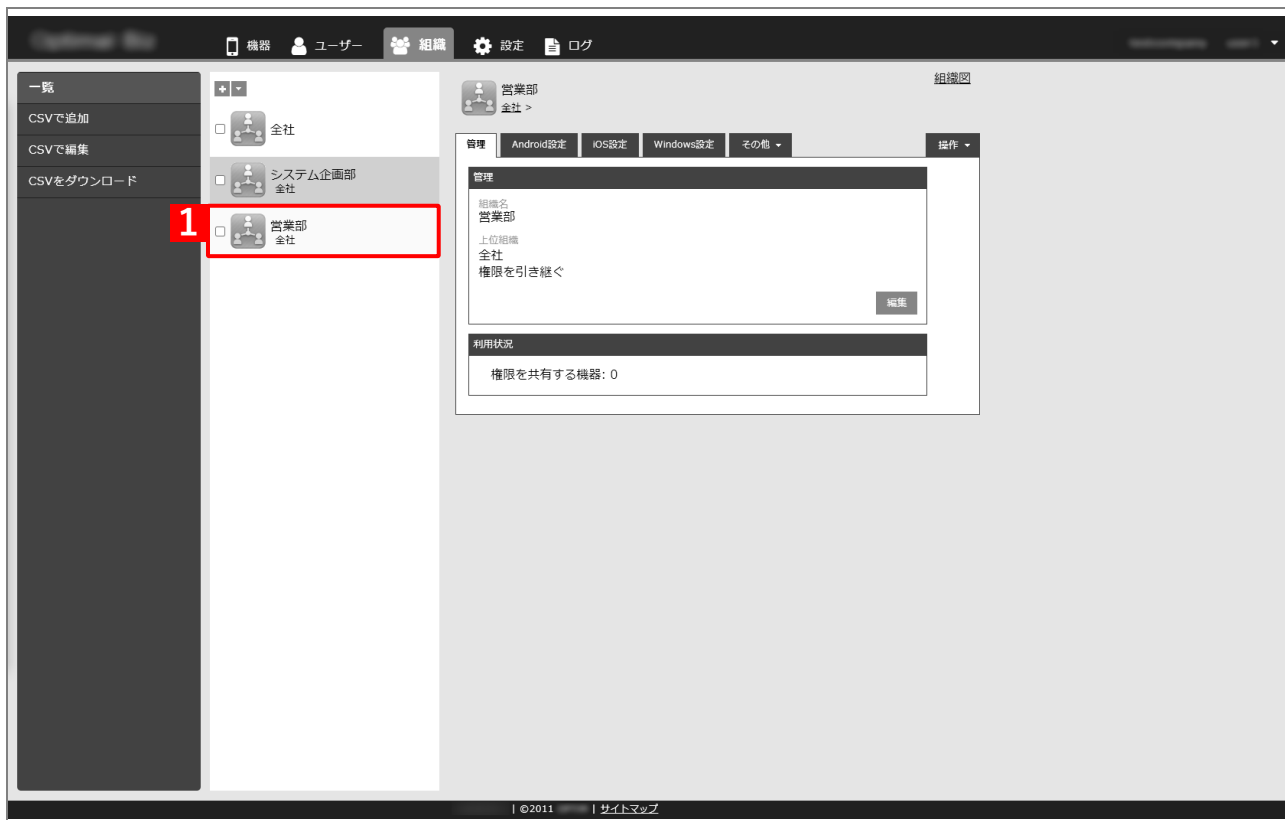 機器 ユーザー 組織 設定 ログ
一覧
CSVで追加
CSVで編集
CSVをダウンロード
全社
システム企画部
全社
1
営業部
全社
営業部
全社 >
組織図
管理 Android設定 iOS設定 Windows設定 その他 操作
管理
組織名
営業部
上位組織
全社
権限を引き継ぐ
編集
利用状況
権限を共有する機器: 0
| ©2011 | サイトマップ